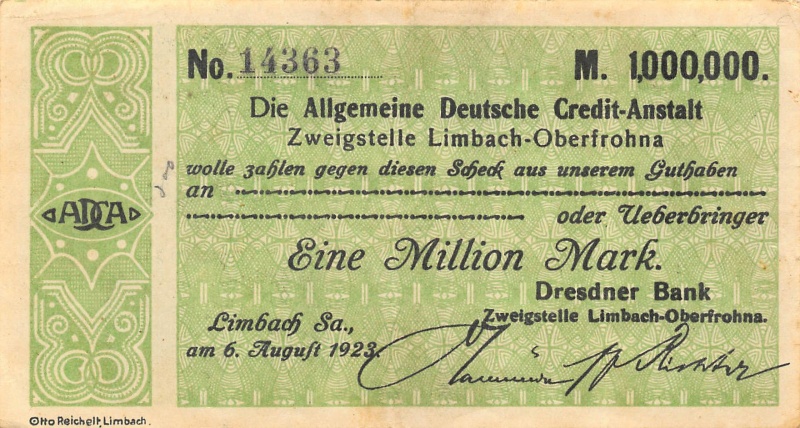 No. 14363 M. 1,000,000.
Die Allgemeine Deutsche Credit-Anstalt
Zweigstelle Limbach-Oberfrohna
wolle zahlen gegen diesen Scheck aus unserem Guthaben
an
oder Ueberbringer
ADCA
Eine Million Mark.
Dresdner Bank
Zweigstelle Limbach-Oberfrohna.
Limbach Sa.,
am 6. August 1923.
Otto Reichelt, Limbach.